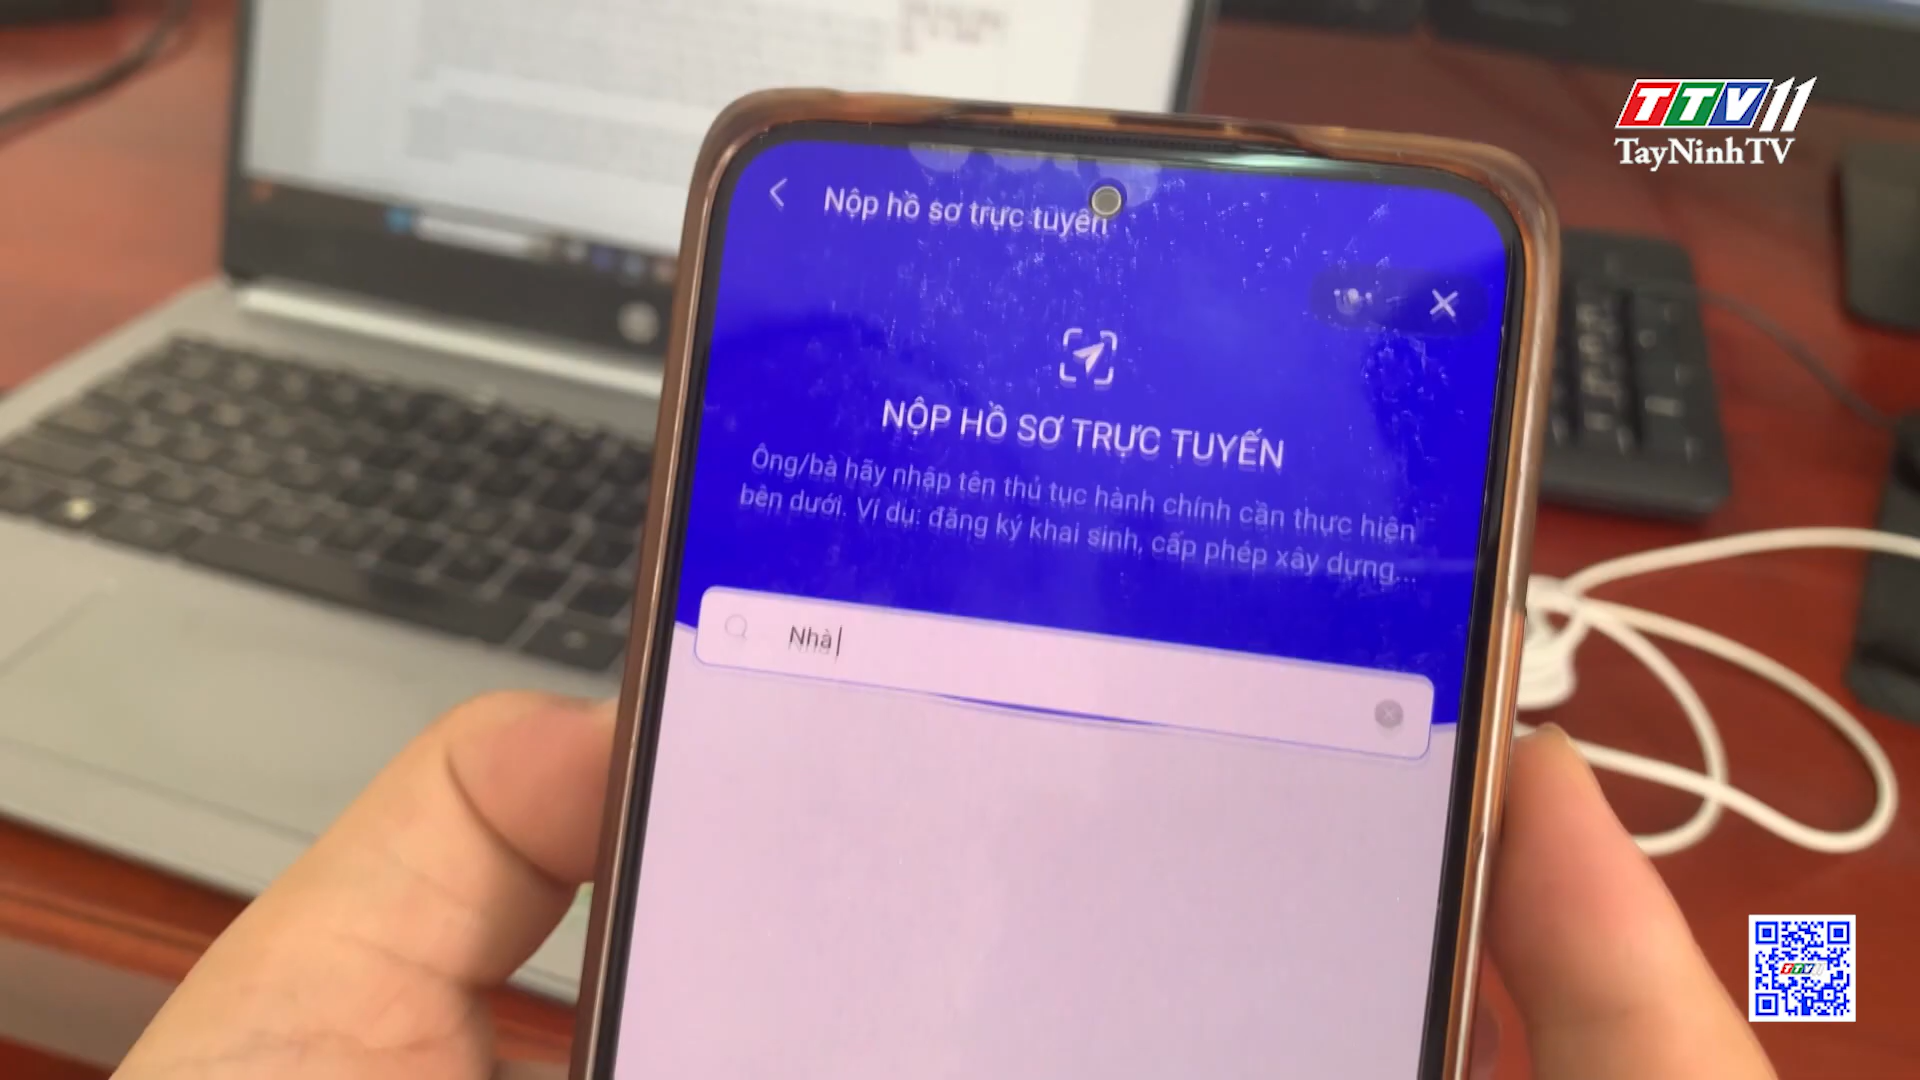 TTV11
TayNinhTV
Nộp hồ sơ trực tuyến
NỘP HỒ SƠ TRỰC TUYẾN
Ông/bà hãy nhập tên thủ tục hành chính cần thực hiện
bên dưới. Ví dụ: đăng ký khai sinh, cấp phép xây dựng...
Nhà
TTV11